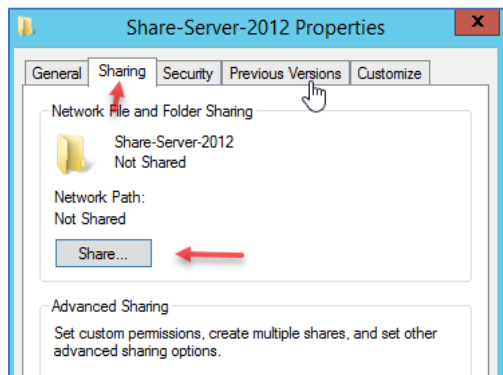 Share-Server-2012 Properties
x
General Sharing Security Previous Versions Customize
Network File and Folder Sharing
Share-Server-2012
Not Shared
Network Path:
Not Shared
Share...
Advanced Sharing
Set custom permissions, create multiple shares, and set other
advanced sharing options.